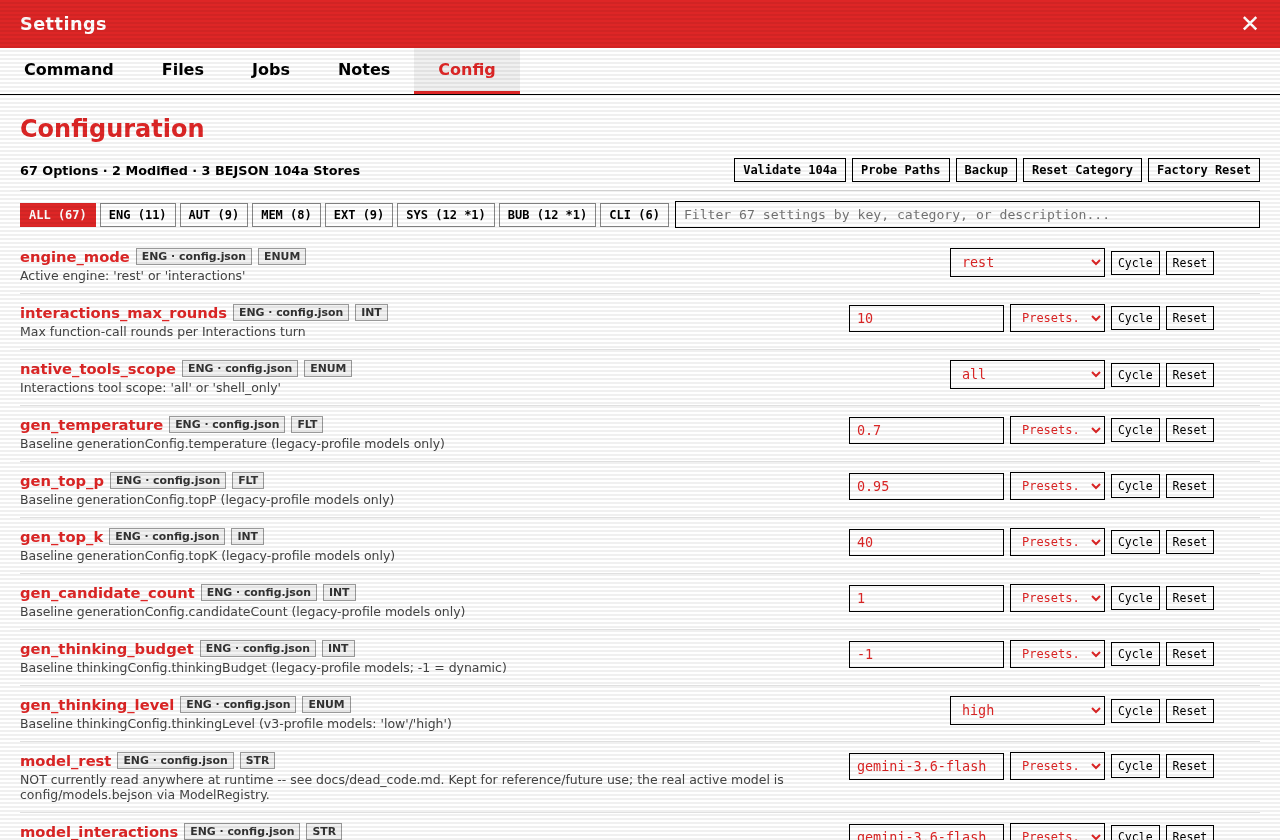 Settings ✕
Command Files Jobs Notes Config
Configuration
67 Options · 2 Modified · 3 BEJSON 104a Stores Validate 104a Probe Paths Backup Reset Category Factory Reset
ALL (67) ENG (11) AUT (9) MEM (8) EXT (9) SYS (12 *1) BUB (12 *1) CLI (6) Filter 67 settings by key, category, or description...
engine_mode ENG · config.json ENUM rest Cycle Reset
Active engine: 'rest' or 'interactions'
interactions_max_rounds ENG · config.json INT 10 Presets. Cycle Reset
Max function-call rounds per Interactions turn
native_tools_scope ENG · config.json ENUM all Cycle Reset
Interactions tool scope: 'all' or 'shell_only'
gen_temperature ENG · config.json FLT 0.7 Presets. Cycle Reset
Baseline generationConfig.temperature (legacy-profile models only)
gen_top_p ENG · config.json FLT 0.95 Presets. Cycle Reset
Baseline generationConfig.topP (legacy-profile models only)
gen_top_k ENG · config.json INT 40 Presets. Cycle Reset
Baseline generationConfig.topK (legacy-profile models only)
gen_candidate_count ENG · config.json INT 1 Presets. Cycle Reset
Baseline generationConfig.candidateCount (legacy-profile models only)
gen_thinking_budget ENG · config.json INT -1 Presets. Cycle Reset
Baseline thinkingConfig.thinkingBudget (legacy-profile models; -1 = dynamic)
gen_thinking_level ENG · config.json ENUM high Cycle Reset
Baseline thinkingConfig.thinkingLevel (v3-profile models: 'low'/'high')
model_rest ENG · config.json STR gemini-3.6-flash Presets. Cycle Reset
NOT currently read anywhere at runtime -- see docs/dead_code.md. Kept for reference/future use; the real active model is
config/models.bejson via ModelRegistry.
model_interactions ENG · config.json STR gemini-3.6-flash Presets. Cycle Reset